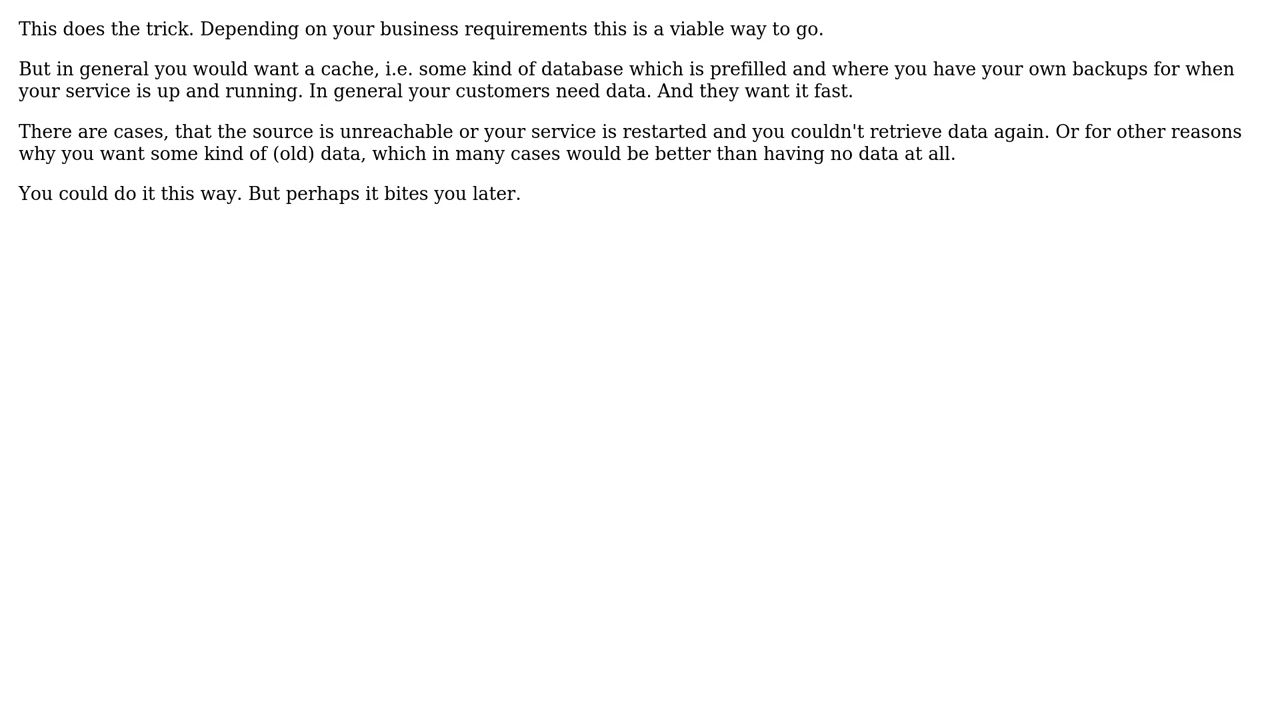 This does the trick. Depending on your business requirements this is a viable way to go.
But in general you would want a cache, i.e. some kind of database which is prefilled and where you have your own backups for when
your service is up and running. In general your customers need data. And they want it fast.
There are cases, that the source is unreachable or your service is restarted and you couldn't retrieve data again. Or for other reasons
why you want some kind of (old) data, which in many cases would be better than having no data at all.
You could do it this way. But perhaps it bites you later.